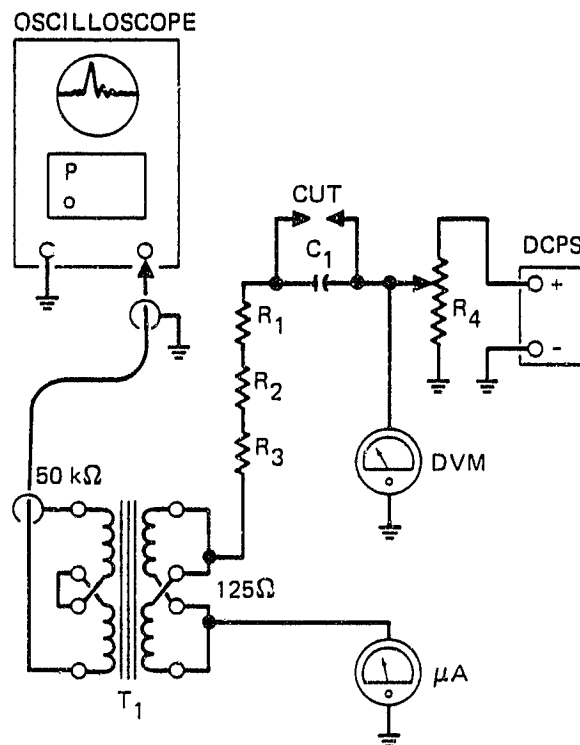 OSCILLOSCOPE
P
o
CUT
C1
DCPS
+
-
R1
R4
R2
R3
DVM
50 kΩ
125Ω
μA
T1